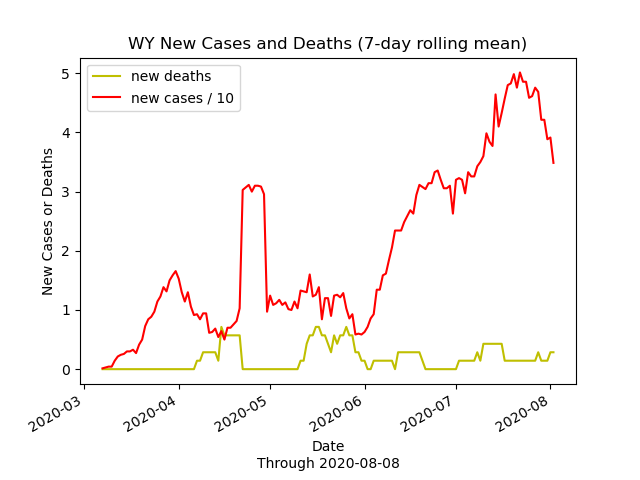 WY New Cases and Deaths (7-day rolling mean)
new deaths
new cases / 10
New Cases or Deaths
5
4
3
2
1
0
2020-03
2020-04
2020-05
2020-06
2020-07
2020-08
Date
Through 2020-08-08